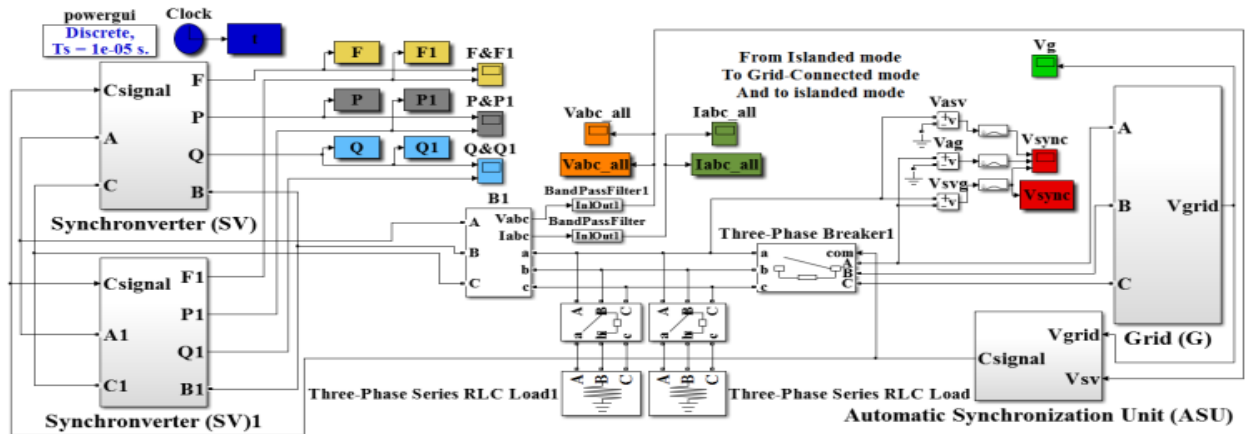 powergui
Discrete,
Ts = 1e-05 s.
Clock
t
F
F1
F&F1
P
P1
P&P1
Q
Q1
Q&Q1
Csignal
A
C
F
P
Q
B
Synchronverter (SV)
Csignal
A1
C1
F1
P1
Q1
B1
Synchronverter (SV)1
From Islanded mode
To Grid-Connected mode
And to islanded mode
Vabc_all
Vabc_all
Iabc_all
Iabc_all
BandPassFilter1
In1Out1
BandPassFilter
In1Out1
B1
A
B
C
Vabc
Iabc
a
b
c
Three-Phase Breaker1
a
b
c
com
A
B
C
A B C
a b c
A B C
a b c
A B C
A B C
Three-Phase Series RLC Load1
Three-Phase Series RLC Load
Vasv
+
-v
Vag
+
-v
Vsvg
+
-v
Vsync
Vsync
Vg
A
B
C
Vgrid
Grid (G)
Csignal
Vgrid
Vsv
Automatic Synchronization Unit (ASU)